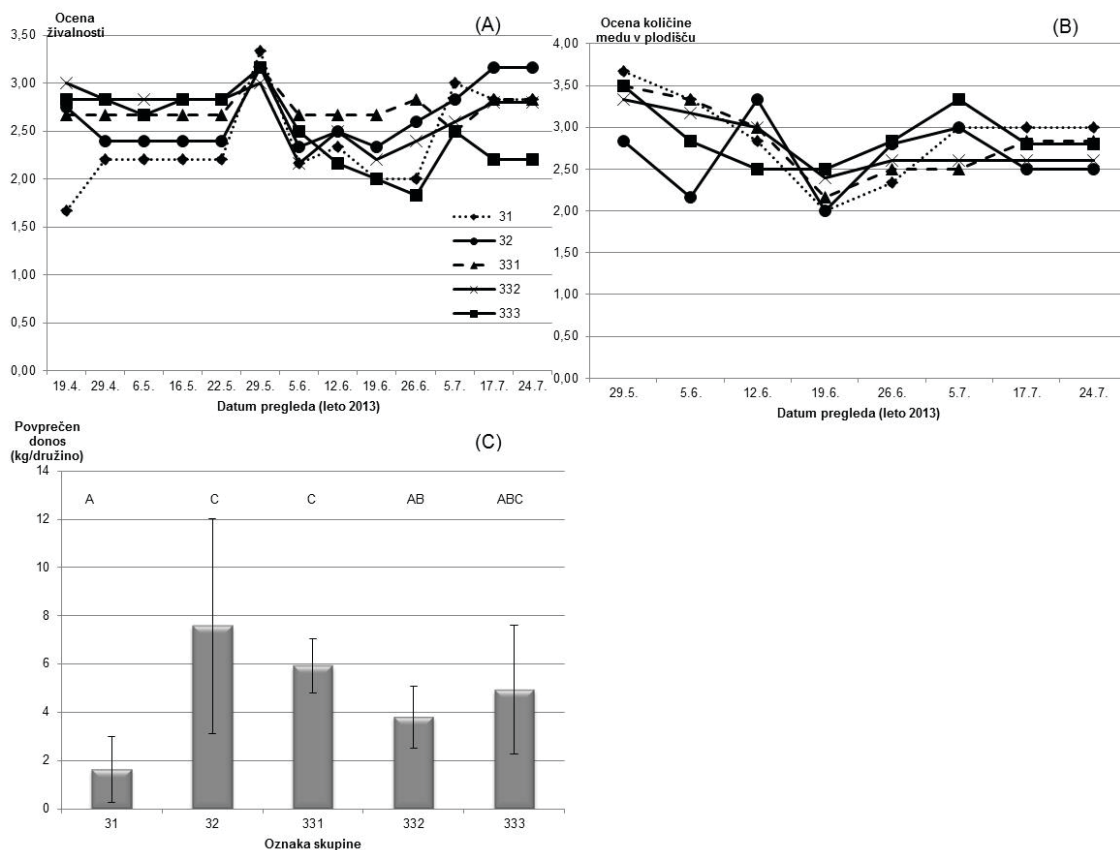 Ocena
živalnosti
(A)
3,50
3,00
2,50
2,00
1,50
1,00
0,50
0,00
31
32
331
332
333
19.4. 29.4. 6.5. 16.5. 22.5. 29.5. 5.6. 12.6. 19.6. 26.6. 5.7. 17.7. 24.7.
Datum pregleda (leto 2013)
Ocena količine
medu v plodišču
(B)
4,00
3,50
3,00
2,50
2,00
1,50
1,00
0,50
0,00
29.5. 5.6. 12.6. 19.6. 26.6. 5.7. 17.7. 24.7.
Datum pregleda (leto 2013)
Povprečen
donos
(kg/družino)
(C)
14
12
10
8
6
4
2
0
A C C AB ABC
31 32 331 332 333
Oznaka skupine